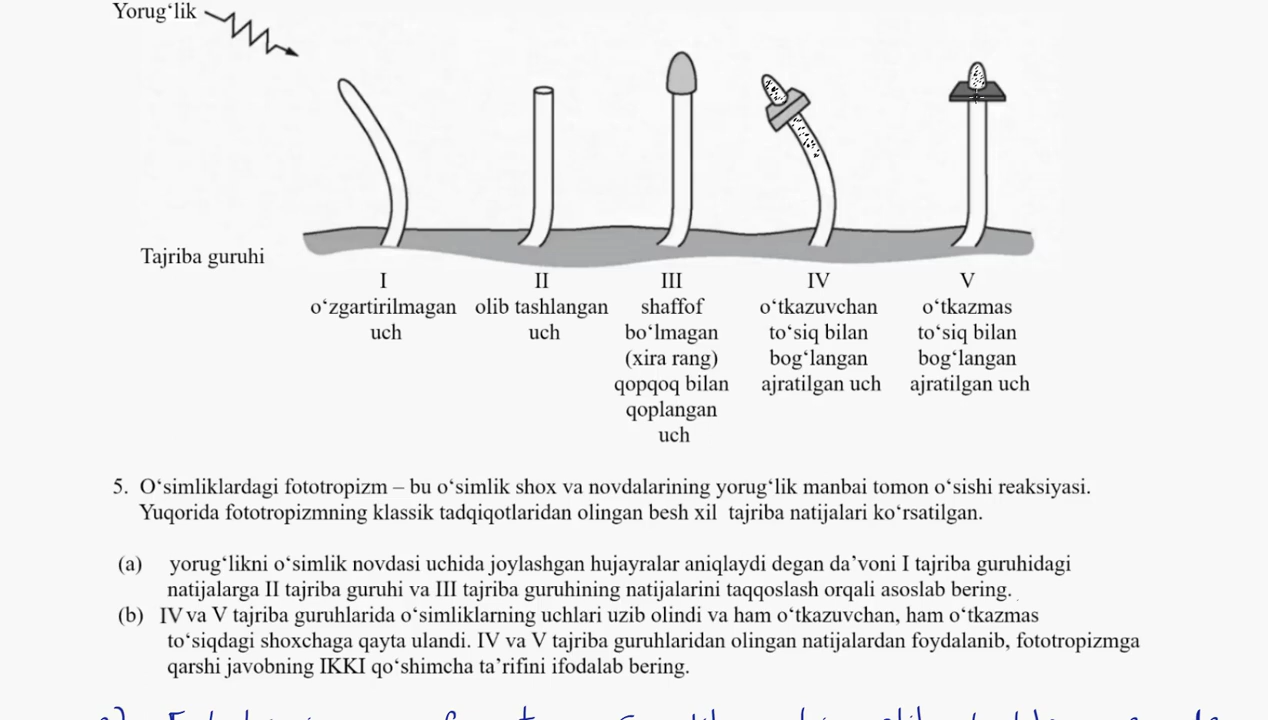 Yorug‘lik
Tajriba guruhi
I II III IV V
o‘zgartirilmagan olib tashlangan shaffof o‘tkazuvchan o‘tkazmas
uch uch bo‘lmagan to‘siq bilan to‘siq bilan
(xira rang) bog‘langan bog‘langan
qopqoq bilan ajratilgan uch ajratilgan uch
qoplangan
uch
5. O‘simliklardagi fototropizm – bu o‘simlik shox va novdalarining yorug‘lik manbai tomon o‘sishi reaksiyasi.
Yuqorida fototropizmning klassik tadqiqotlaridan olingan besh xil tajriba natijalari ko‘rsatilgan.
(a) yorug‘likni o‘simlik novdasi uchida joylashgan hujayralar aniqlaydi degan da’voni I tajriba guruhidagi
natijalarga II tajriba guruhi va III tajriba guruhining natijalarini taqqoslash orqali asoslab bering.
(b) IV va V tajriba guruhlarida o‘simliklarning uchlari uzib olindi va ham o‘tkazuvchan, ham o‘tkazmas
to‘siqdagi shoxchaga qayta ulandi. IV va V tajriba guruhlaridan olingan natijalardan foydalanib, fototropizmga
qarshi javobning IKKI qo‘shimcha ta’rifini ifodalab bering.